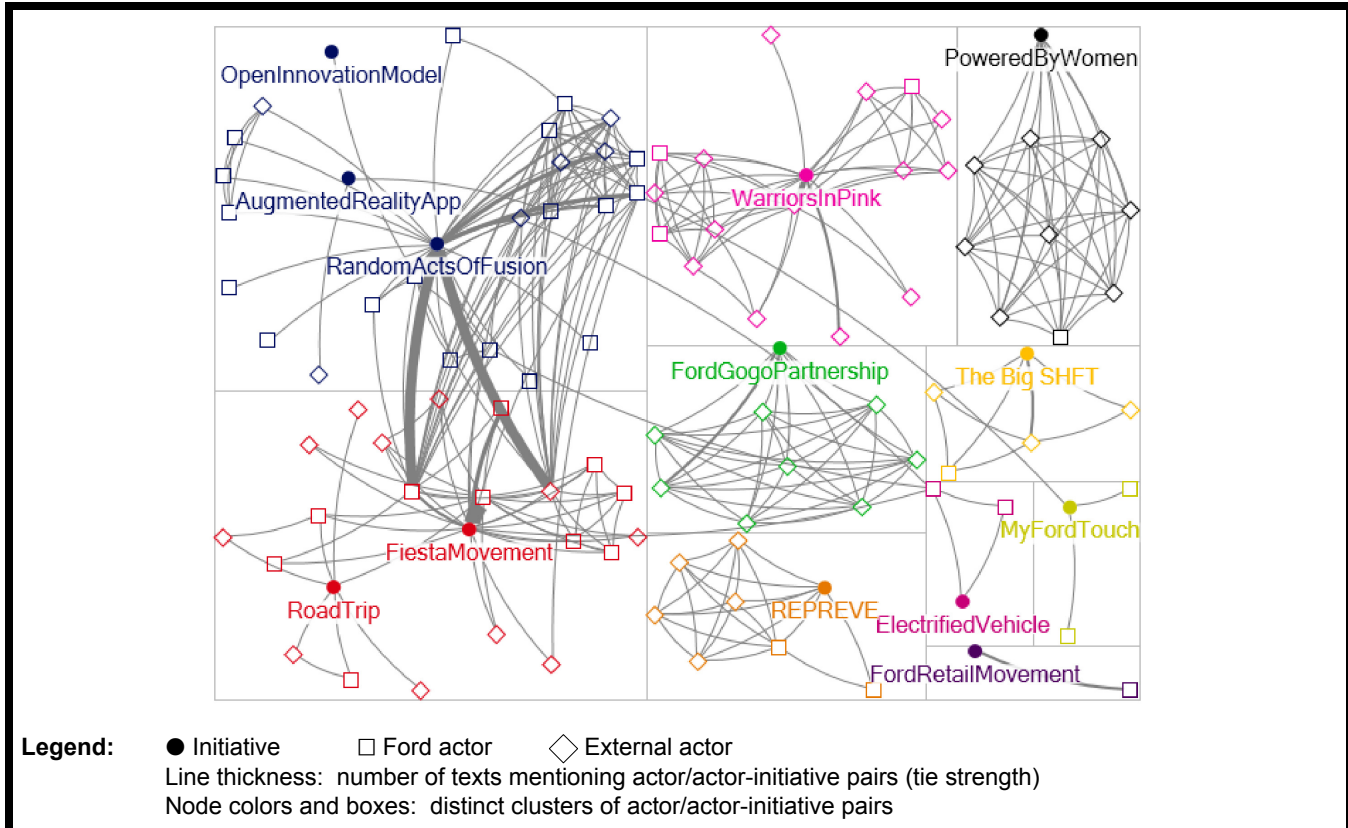 PoweredByWomen
OpenInnovationModel
AugmentedRealityApp
WarriorsInPink
RandomActsOfFusion
FordGogoPartnership
The Big SHFT
MyFordTouch
FiestaMovement
RoadTrip
REPREVE
ElectrifiedVehicle
FordRetailMovement
Legend: Initiative Ford actor External actor
Line thickness: number of texts mentioning actor/actor-initiative pairs (tie strength)
Node colors and boxes: distinct clusters of actor/actor-initiative pairs